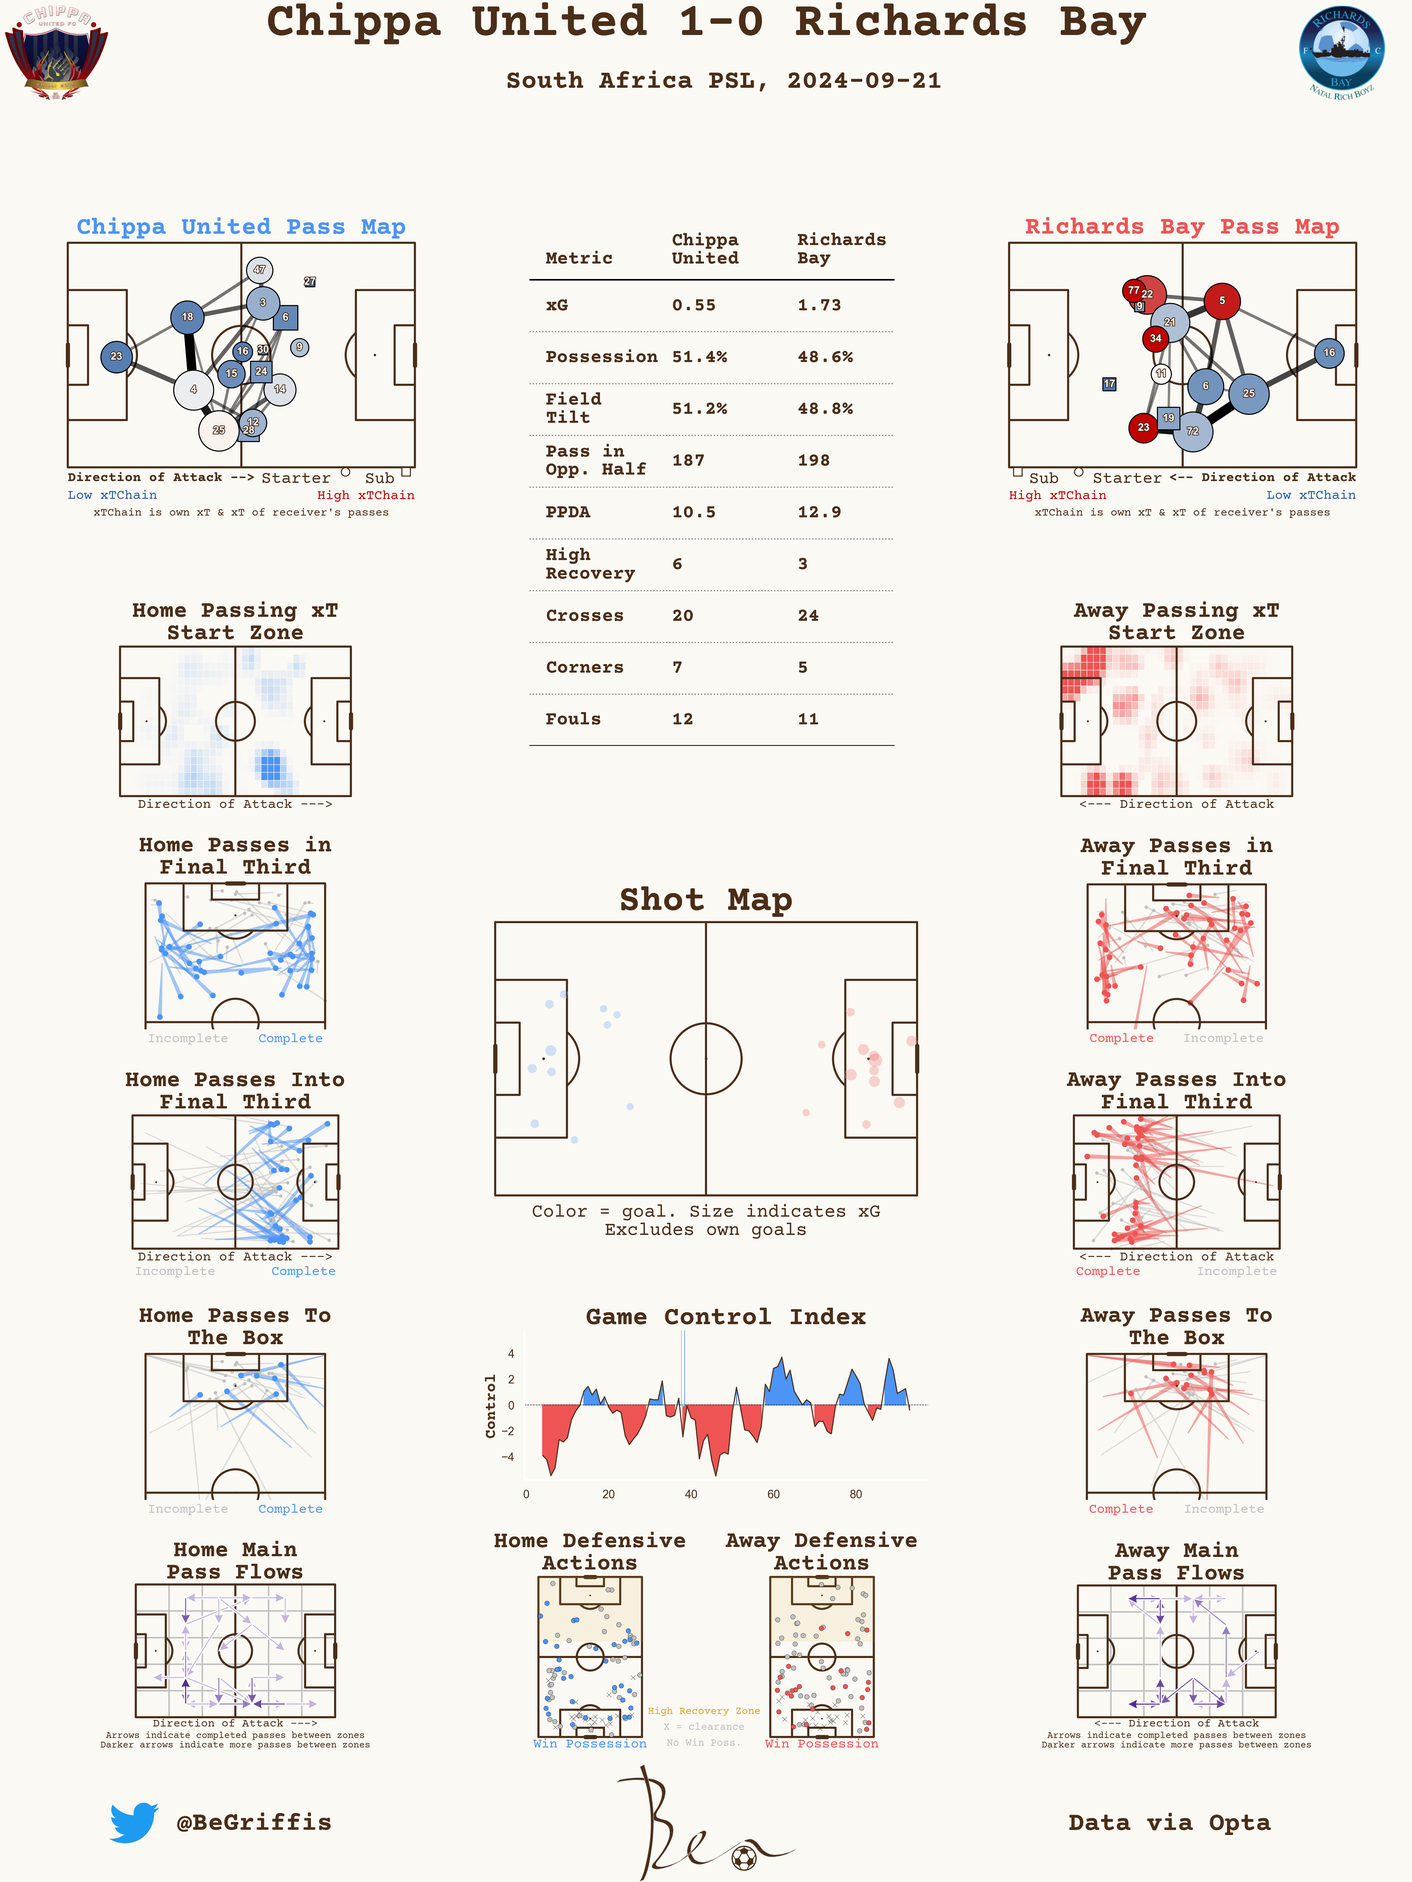 Chippa United 1-0 Richards Bay
South Africa PSL, 2024-09-21
CHIPPA
UNITED FC
RICHARDS
F C
BAY
NATAL RICH BOYZ
Chippa United Pass Map
47
27
3
18
6
16
30
9
23
15
24
4
14
12
25
28
Direction of Attack --> Starter Sub
Low xTChain High xTChain
xTChain is own xT & xT of receiver's passes
Metric Chippa United Richards Bay
xG 0.55 1.73
Possession 51.4% 48.6%
Field Tilt 51.2% 48.8%
Pass in Opp. Half 187 198
PPDA 10.5 12.9
High Recovery 6 3
Crosses 20 24
Corners 7 5
Fouls 12 11
Richards Bay Pass Map
77
22
9
5
21
34
16
11
17
6
25
19
23
72
Sub Starter <-- Direction of Attack
High xTChain Low xTChain
xTChain is own xT & xT of receiver's passes
Home Passing xT
Start Zone
Direction of Attack --->
Away Passing xT
Start Zone
<--- Direction of Attack
Home Passes in
Final Third
Incomplete Complete
Away Passes in
Final Third
Complete Incomplete
Shot Map
Color = goal. Size indicates xG
Excludes own goals
Home Passes Into
Final Third
Direction of Attack --->
Incomplete Complete
Away Passes Into
Final Third
<--- Direction of Attack
Complete Incomplete
Home Passes To
The Box
Incomplete Complete
Game Control Index
Control
4
2
0
−2
−4
0 20 40 60 80
Away Passes To
The Box
Complete Incomplete
Home Main
Pass Flows
Direction of Attack --->
Arrows indicate completed passes between zones
Darker arrows indicate more passes between zones
Home Defensive
Actions
Win Possession
Away Defensive
Actions
Win Possession
High Recovery Zone
X = clearance
No Win Poss.
Away Main
Pass Flows
<--- Direction of Attack
Arrows indicate completed passes between zones
Darker arrows indicate more passes between zones
@BeGriffis
Ben
Data via Opta